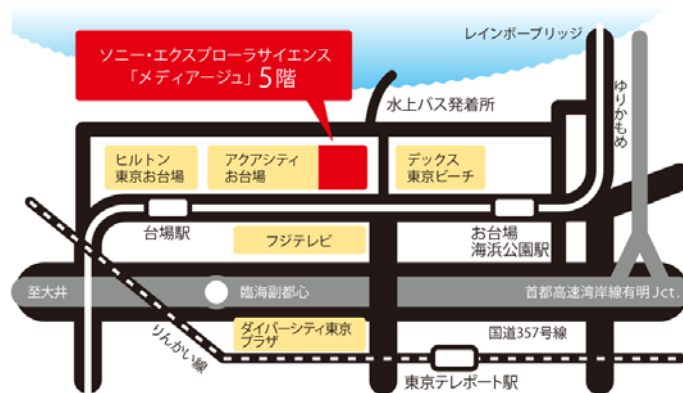 レインボーブリッジ
ソニー・エクスプローラサイエンス
「メディアージュ」5階
水上バス発着所
ゆりかもめ
ヒルトン
東京お台場
アクアシティ
お台場
デックス
東京ビーチ
台場駅
フジテレビ
お台場
海浜公園駅
至大井
臨海副都心
首都高速湾岸線有明Jct.
りんかい線
ダイバーシティ東京
プラザ
国道357号線
東京テレポート駅